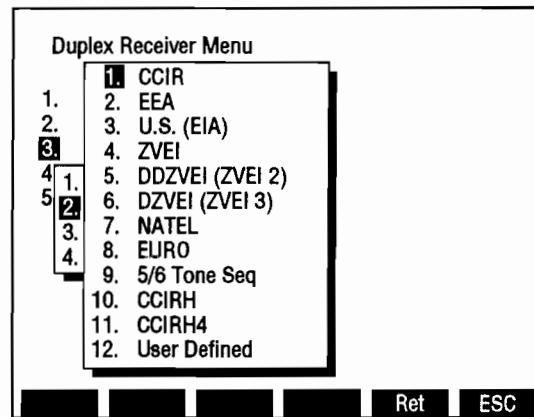 Duplex Receiver Menu
1.
2.
3.
4
5
1.
2.
3.
4.
1. CCIR
2. EEA
3. U.S. (EIA)
4. ZVEI
5. DDZVEI (ZVEI 2)
6. DZVEI (ZVEI 3)
7. NATEL
8. EURO
9. 5/6 Tone Seq
10. CCIRH
11. CCIRH4
12. User Defined
Ret ESC